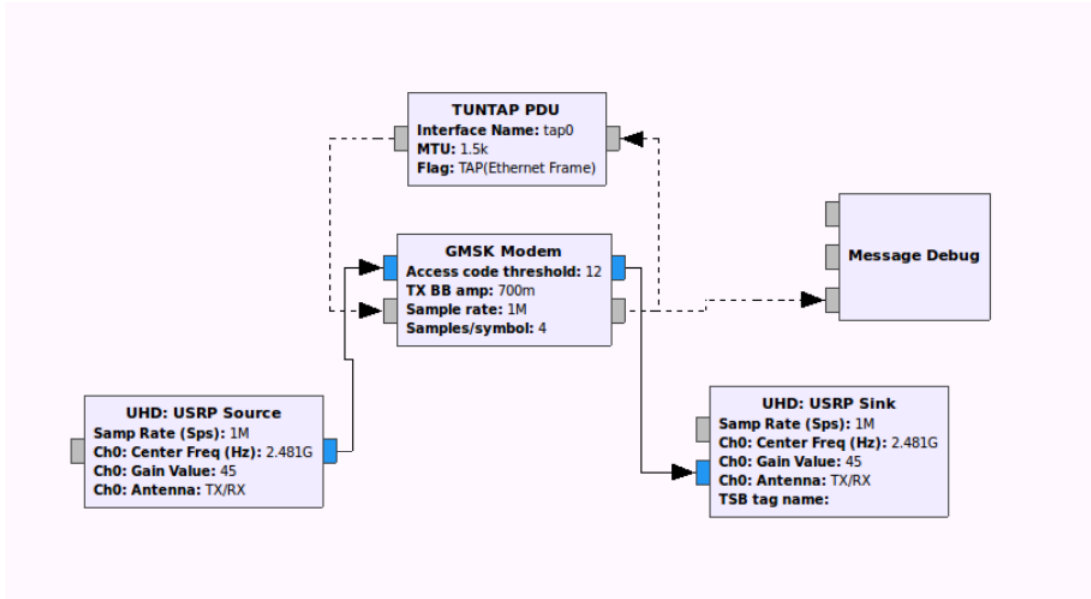 TUNTAP PDU
Interface Name: tap0
MTU: 1.5k
Flag: TAP(Ethernet Frame)
GMSK Modem
Access code threshold: 12
TX BB amp: 700m
Sample rate: 1M
Samples/symbol: 4
Message Debug
UHD: USRP Source
Samp Rate (Sps): 1M
Ch0: Center Freq (Hz): 2.481G
Ch0: Gain Value: 45
Ch0: Antenna: TX/RX
UHD: USRP Sink
Samp Rate (Sps): 1M
Ch0: Center Freq (Hz): 2.481G
Ch0: Gain Value: 45
Ch0: Antenna: TX/RX
TSB tag name: